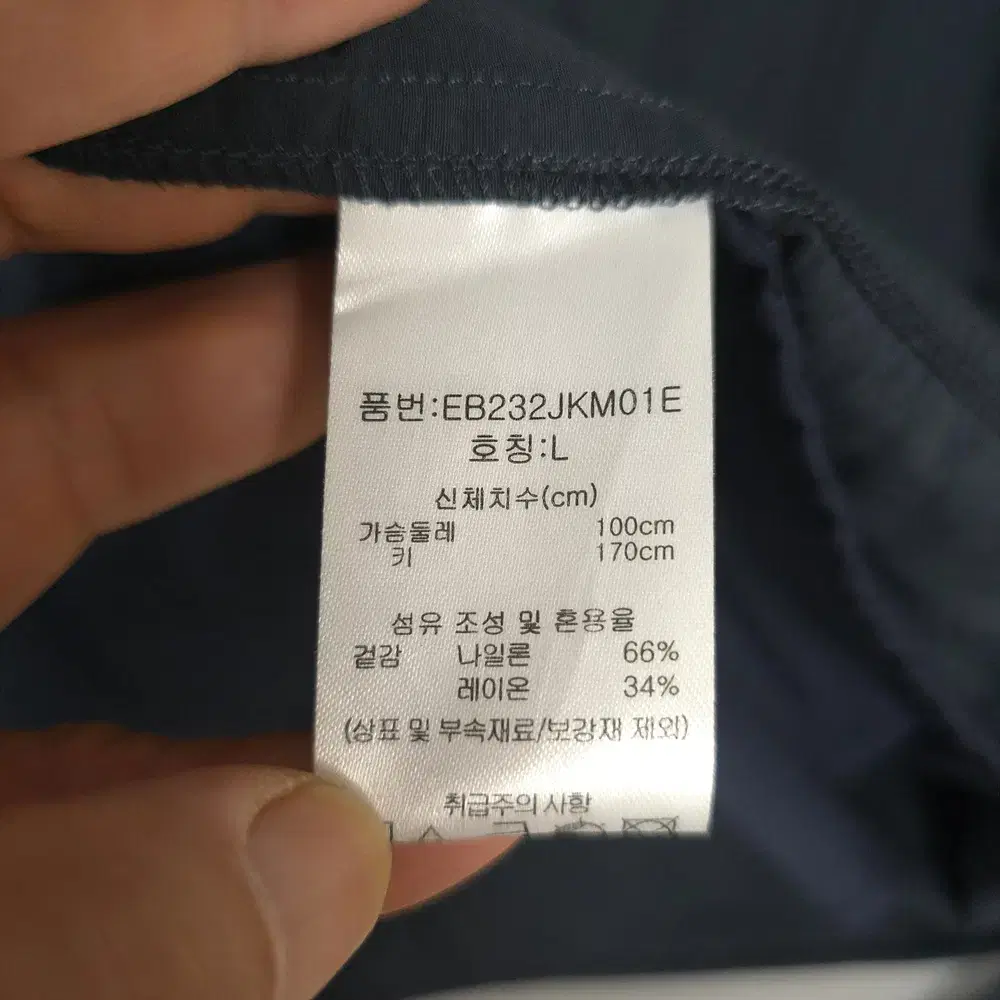 품번:EB232JKM01E
호칭:L
신체치수(cm)
가슴둘레 100cm
키 170cm
섬유 조성 및 혼용율
겉감 나일론 66%
레이온 34%
(상표 및 부속재료/보강재 제외)
취급주의 사항